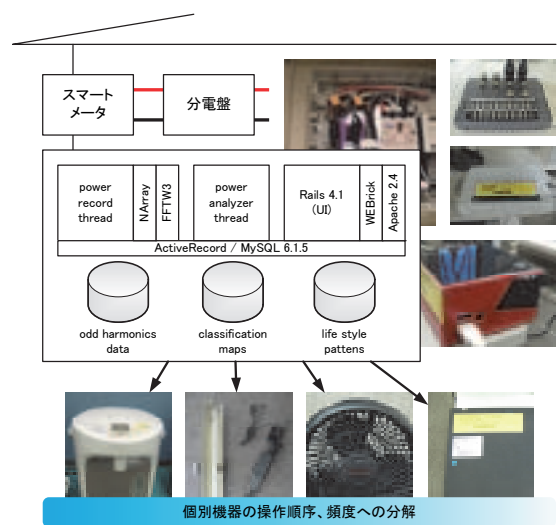 スマート
メータ
分電盤
power
record
thread
NArray
FFTW3
power
analyzer
thread
Rails 4.1
(UI)
WEBrick
Apache 2.4
ActiveRecord / MySQL 6.1.5
odd harmonics
data
classification
maps
life style
pattens
個別機器の操作順序、頻度への分解